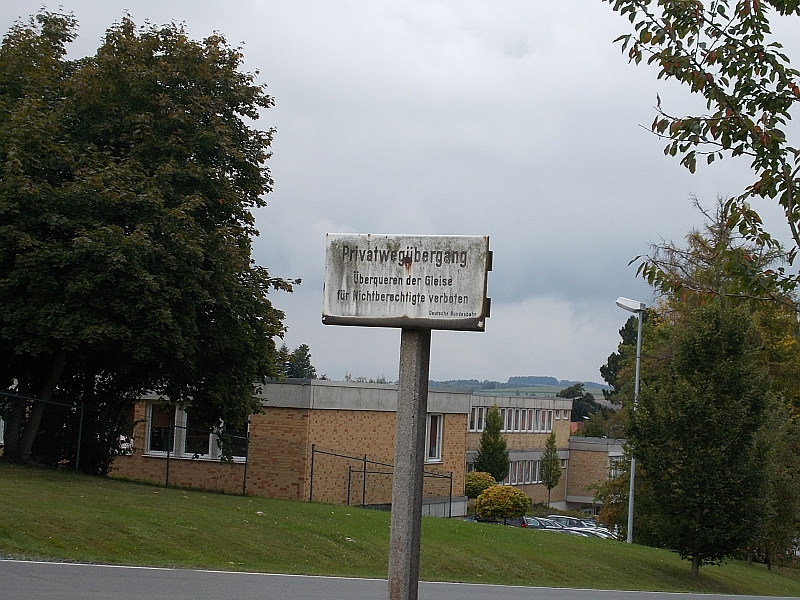 Privatwegübergang
Überqueren der Gleise
für Nichtberechtigte verboten
Deutsche Bundesbahn